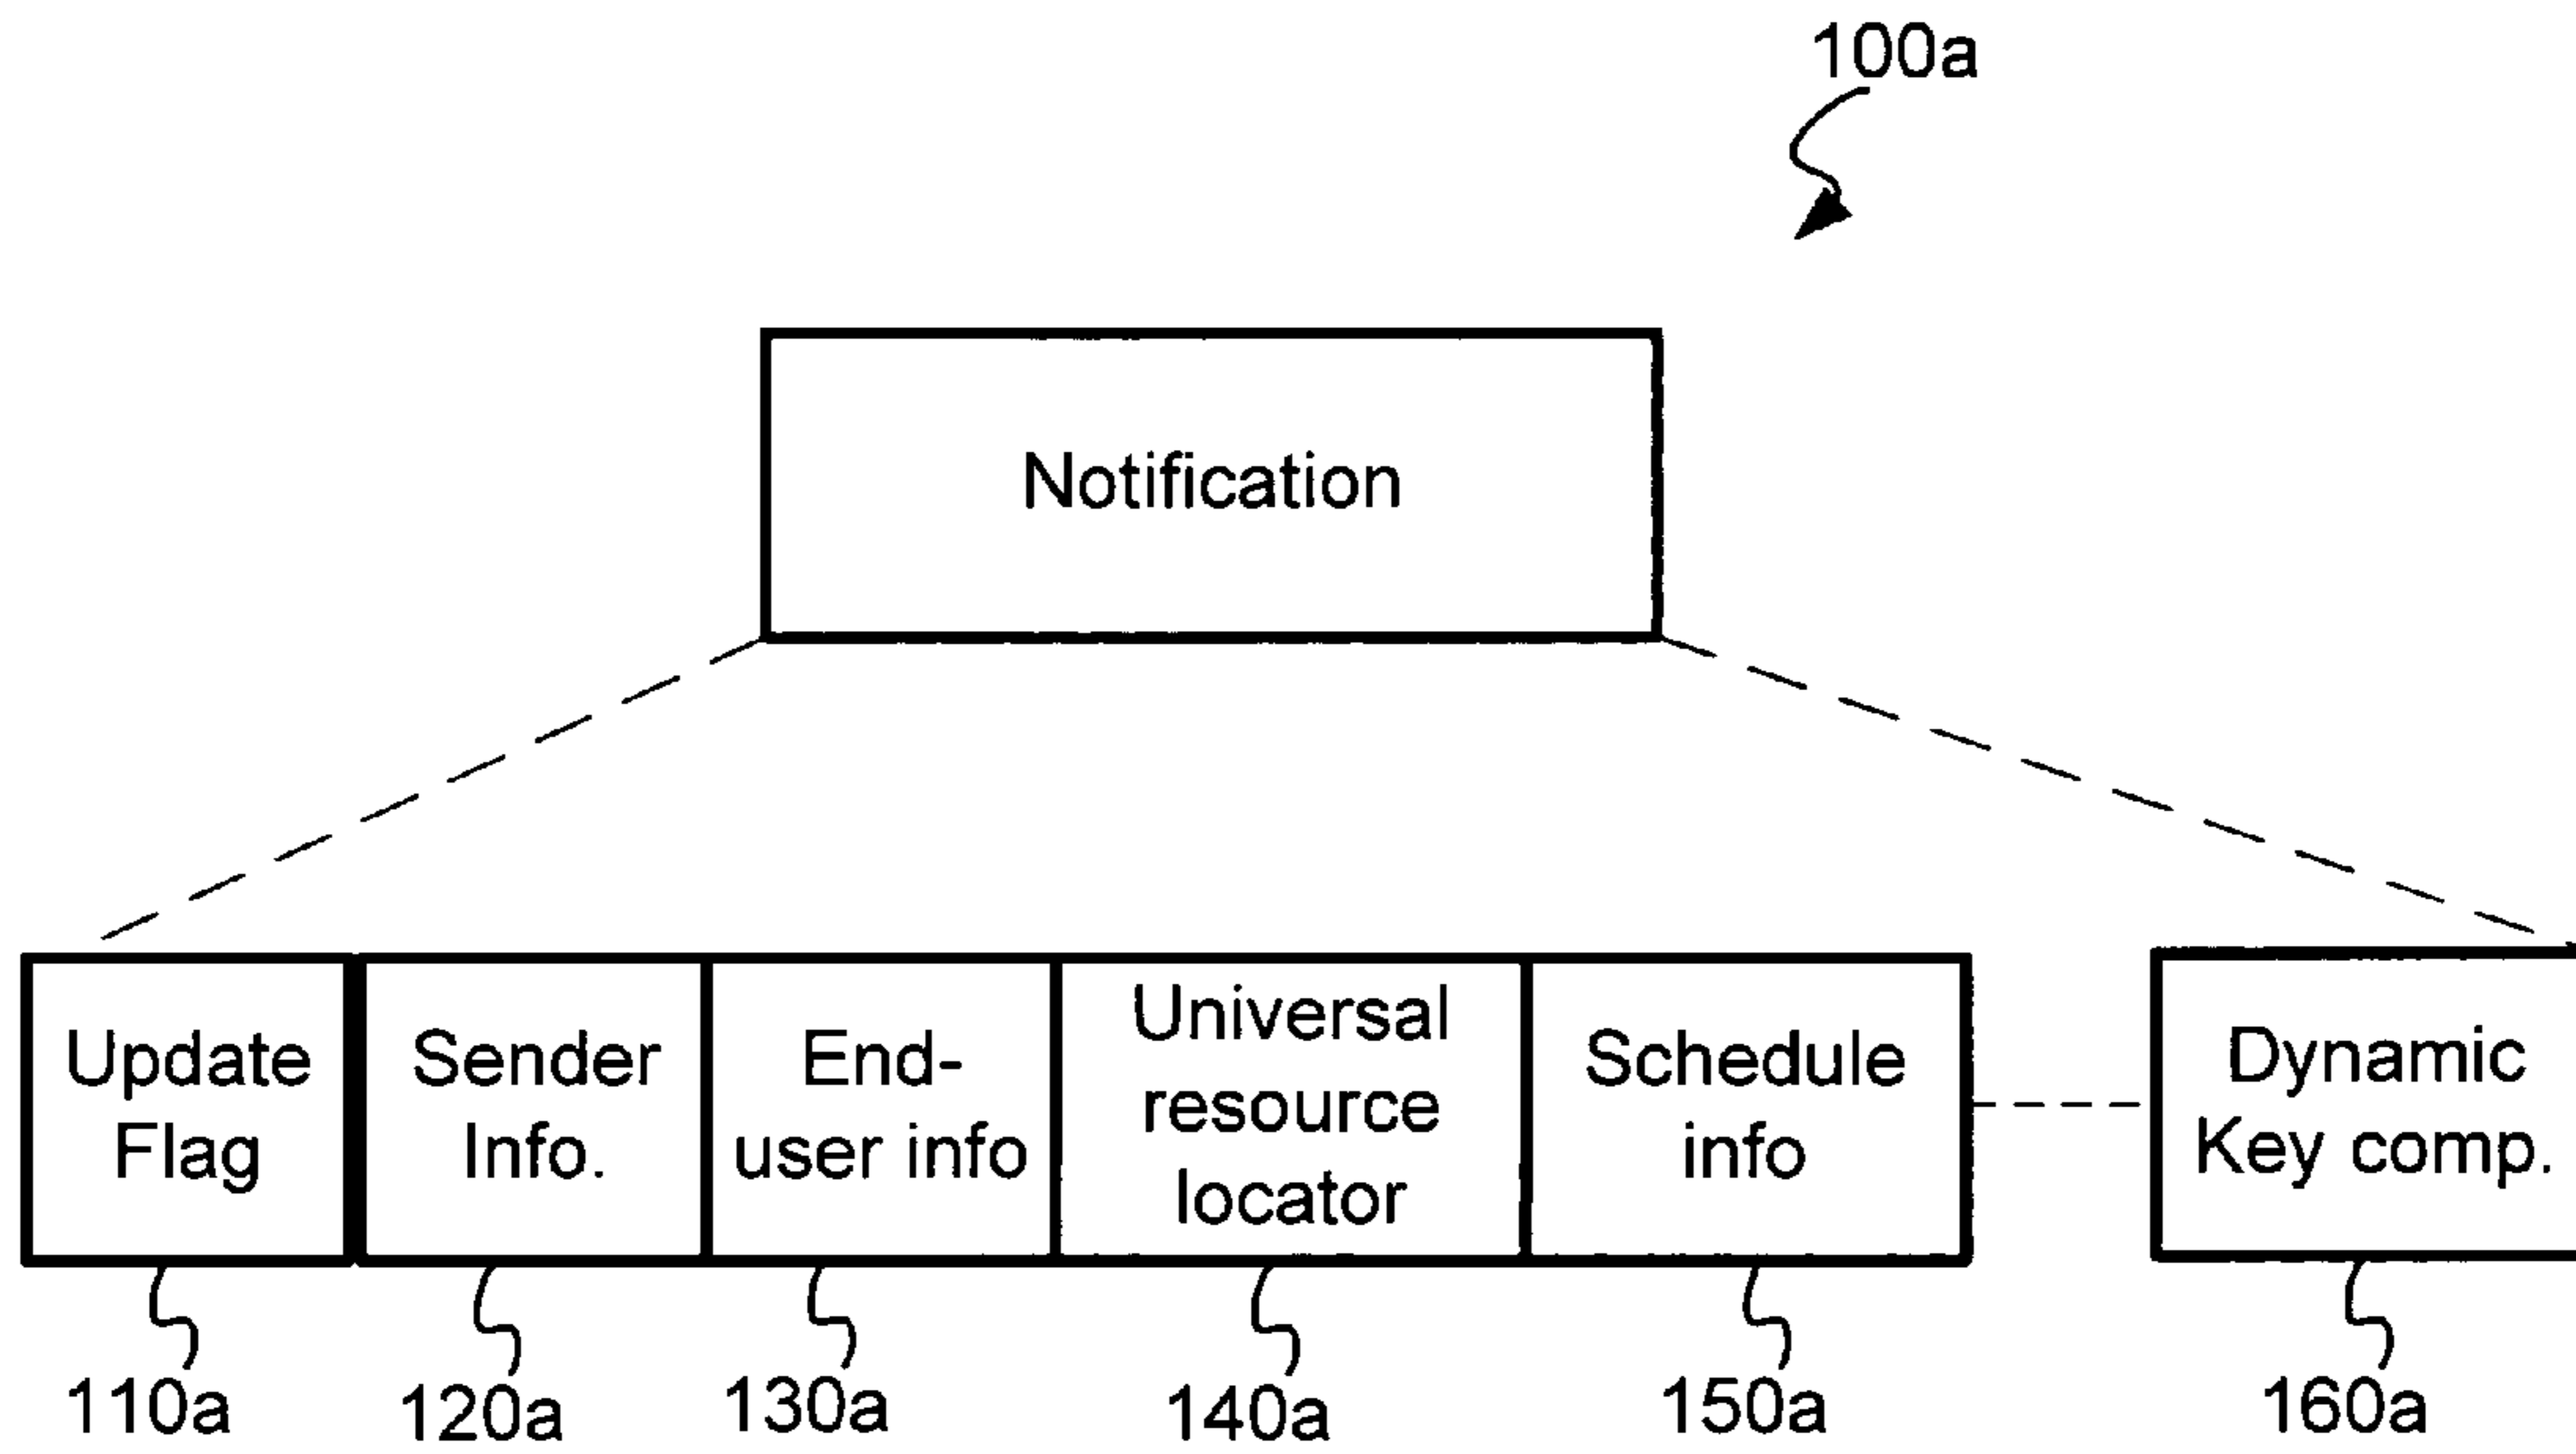 100a
Notification
Update
Flag
Sender
Info.
End-
user info
Universal
resource
locator
Schedule
info
Dynamic
Key comp.
110a
120a
130a
140a
150a
160a